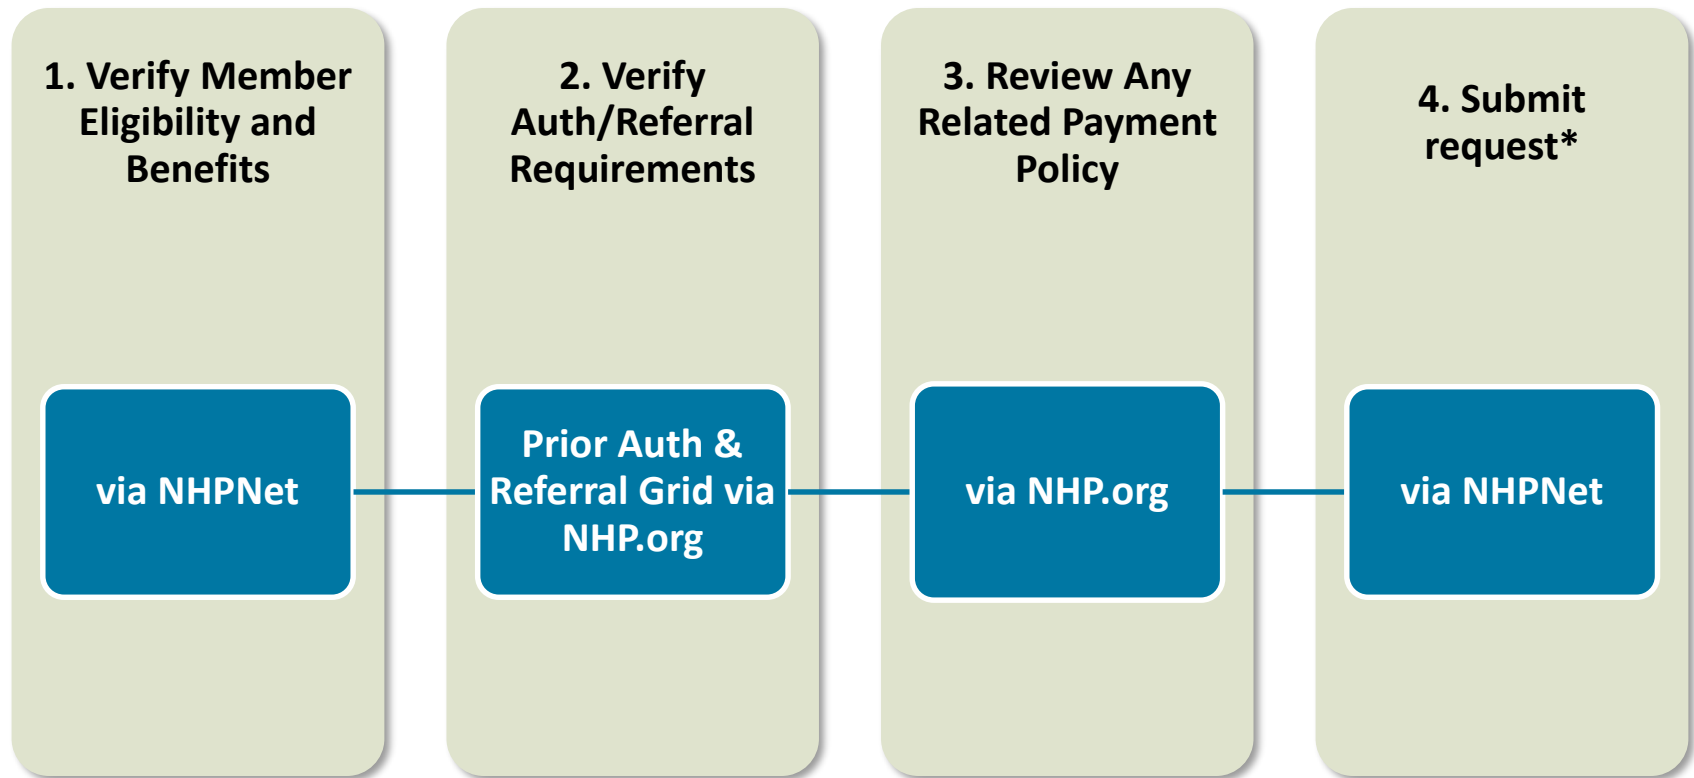 1. Verify Member
Eligibility and
Benefits
via NHPNet
2. Verify
Auth/Referral
Requirements
Prior Auth &
Referral Grid via
NHP.org
3. Review Any
Related Payment
Policy
via NHP.org
4. Submit
request*
via NHPNet